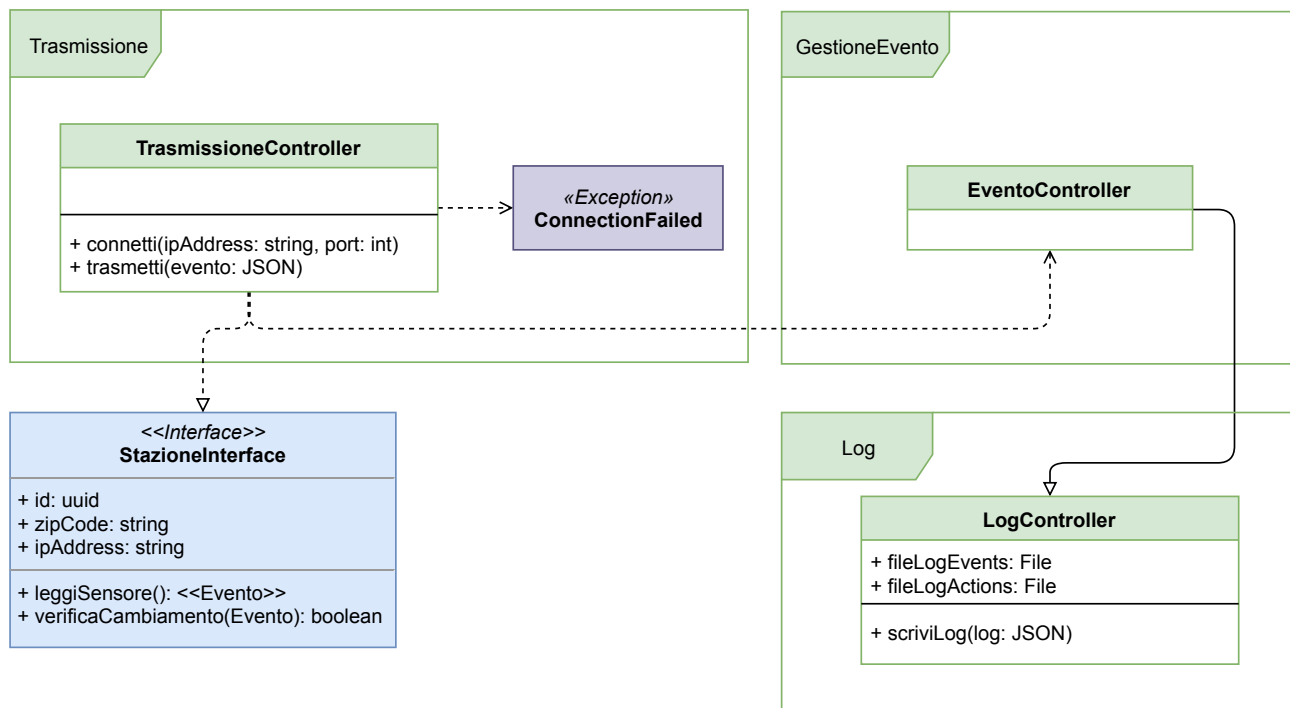 Trasmissione
TrasmissioneController
+ connetti(ipAddress: string, port: int)
+ trasmetti(evento: JSON)
«Exception»
ConnectionFailed
GestioneEvento
EventoController
<<Interface>>
StazioneInterface
+ id: uuid
+ zipCode: string
+ ipAddress: string
+ leggiSensore(): <<Evento>>
+ verificaCambiamento(Evento): boolean
Log
LogController
+ fileLogEvents: File
+ fileLogActions: File
+ scriviLog(log: JSON)